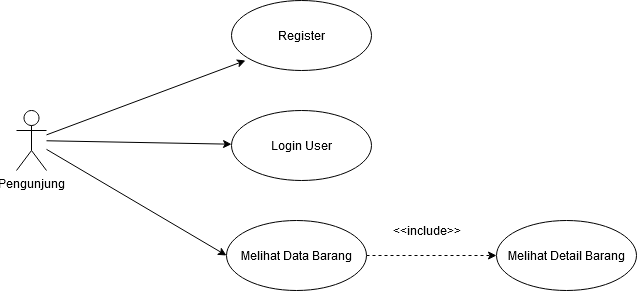 Register
Login User
Pengunjung
<<include>>
Melihat Data Barang
Melihat Detail Barang